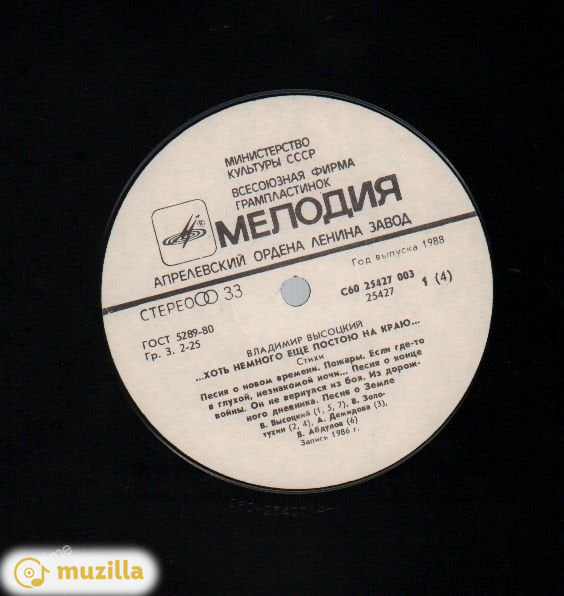 МИНИСТЕРСТВО
КУЛЬТУРЫ СССР
ВСЕСОЮЗНАЯ ФИРМА
ГРАМПЛАСТИНОК
МЕЛОДИЯ
АПРЕЛЕВСКИЙ ОРДЕНА ЛЕНИНА ЗАВОД
СТЕРЕО 33
Год выпуска 1988
ГОСТ 5289-80
Гр. 3. 2-25
С60 25427 003
25427
1 (4)
ВЛАДИМИР ВЫСОЦКИЙ
...ХОТЬ НЕМНОГО ЕЩЕ ПОСТОЮ НА КРАЮ...
Стихи
Песня о новом времени. Пожары. Если где-то
в глухой, незнакомой ночи... Песня о конце
войны. Он не вернулся из боя. Из дорож-
ного дневника. Песня о Земле
В. Высоцкий (1, 5, 7), В. Золо-
тухин (2, 4), А. Демидова (3),
В. Абдулов (6)
Запись 1986 г.
muzilla